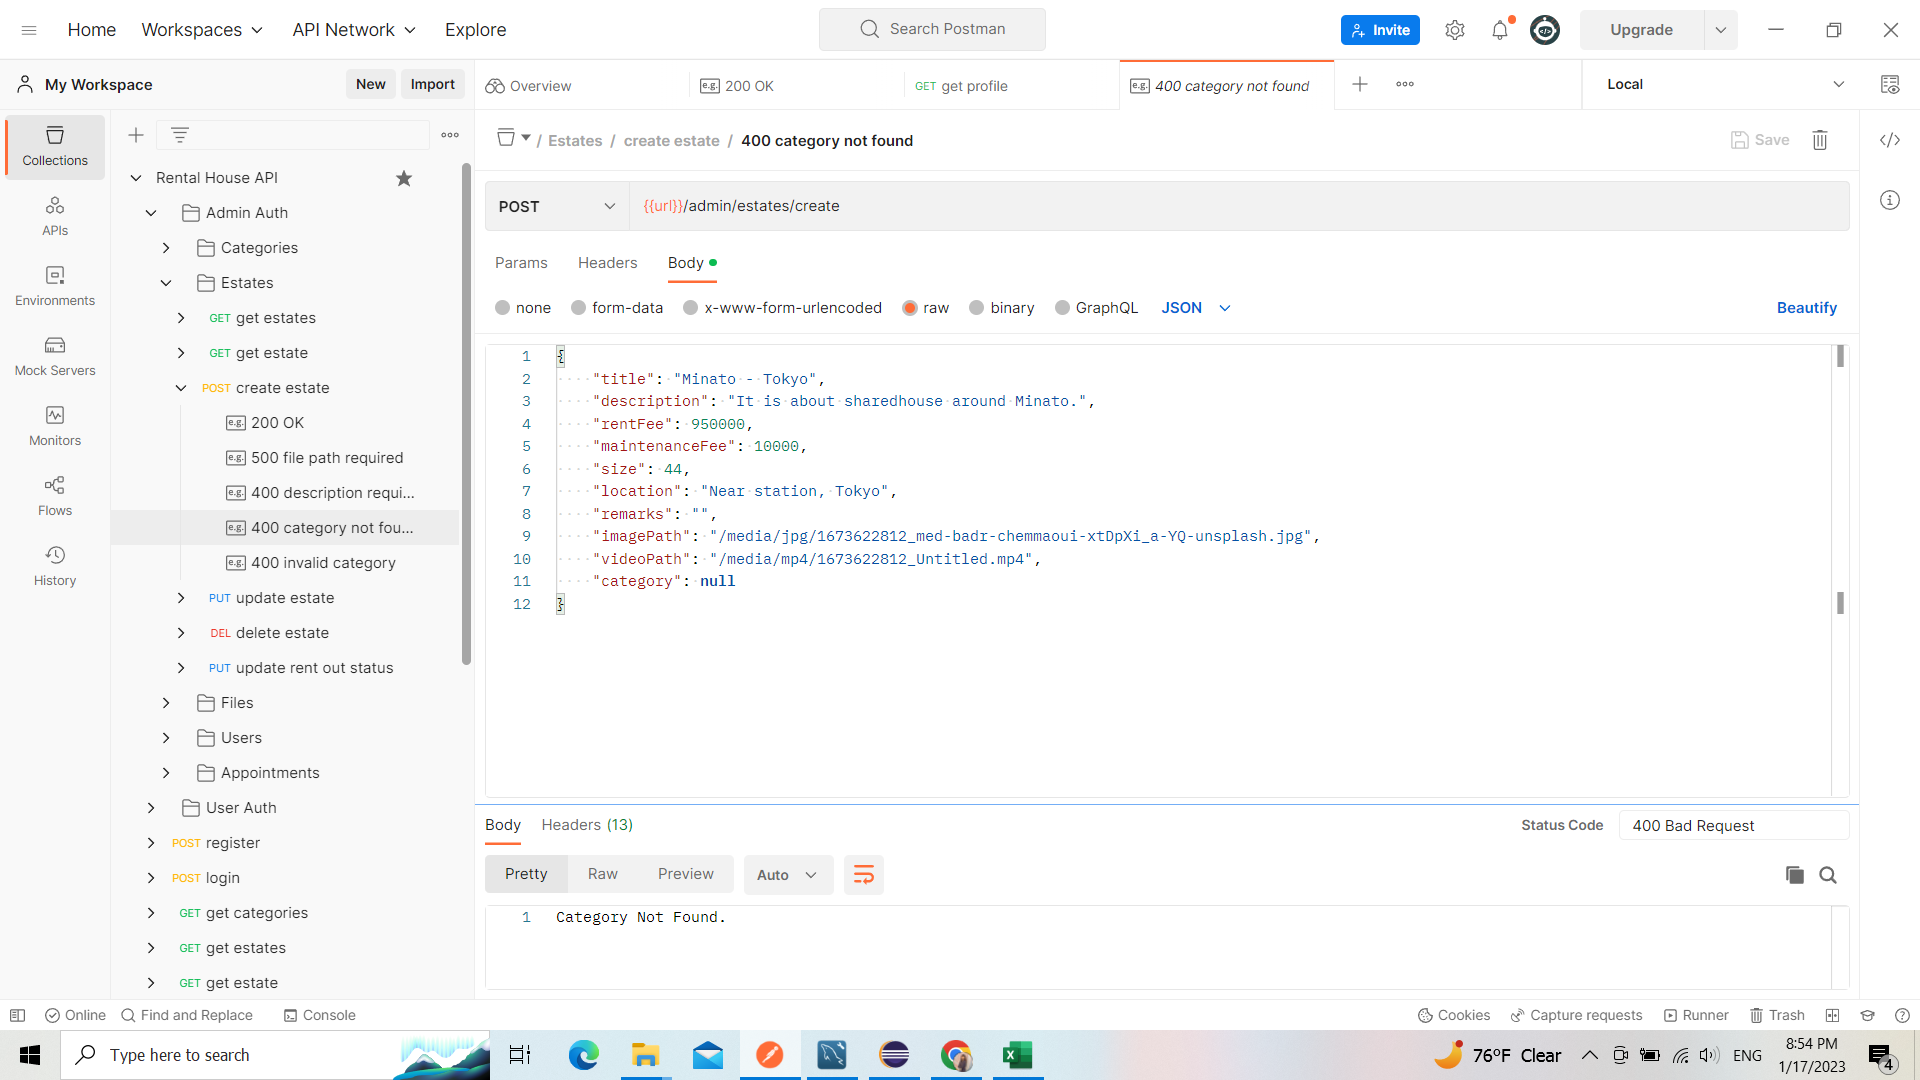 Home Workspaces API Network Explore Search Postman Invite Upgrade
My Workspace New Import Overview e.g. 200 OK GET get profile e.g. 400 category not found Local
/ Estates / create estate / 400 category not found Save
Collections
APIs
Environments
Mock Servers
Monitors
Flows
History
Rental House API
Admin Auth
Categories
Estates
GET get estates
GET get estate
POST create estate
e.g. 200 OK
e.g. 500 file path required
e.g. 400 description requi...
e.g. 400 category not fou...
e.g. 400 invalid category
PUT update estate
DEL delete estate
PUT update rent out status
Files
Users
Appointments
User Auth
POST register
POST login
GET get categories
GET get estates
GET get estate
POST {{url}}/admin/estates/create
Params Headers Body
none form-data x-www-form-urlencoded raw binary GraphQL JSON Beautify
1 {
2 "title": "Minato - Tokyo",
3 "description": "It is about sharedhouse around Minato.",
4 "rentFee": 950000,
5 "maintenanceFee": 10000,
6 "size": 44,
7 "location": "Near station, Tokyo",
8 "remarks": "",
9 "imagePath": "/media/jpg/1673622812_med-badr-chemmaoui-xtDpXi_a-YQ-unsplash.jpg",
10 "videoPath": "/media/mp4/1673622812_Untitled.mp4",
11 "category": null
12 }
Body Headers (13) Status Code 400 Bad Request
Pretty Raw Preview Auto
1 Category Not Found.
Online Find and Replace Console Cookies Capture requests Runner Trash
Type here to search 76°F Clear ENG 8:54 PM
1/17/2023 4